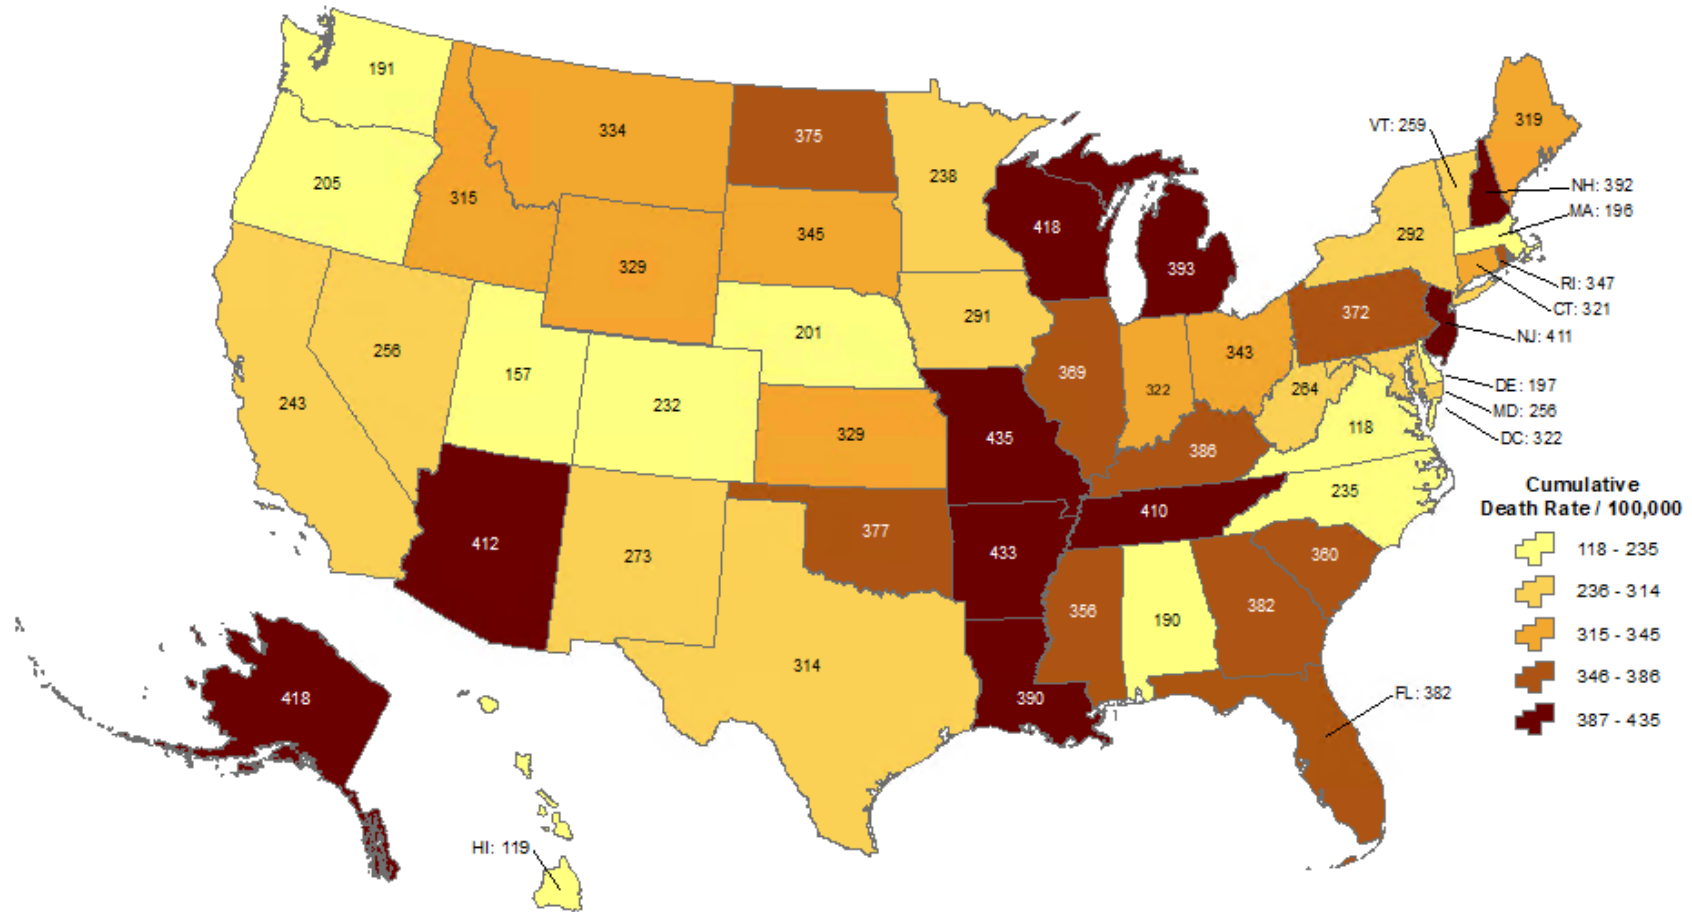 191
334
375
319
VT: 259
238
205
315
NH: 392
MA: 196
418
292
345
329
393
RI: 347
CT: 321
291
201
372
NJ: 411
256
343
157
322
369
264
DE: 197
MD: 256
243
232
118
DC: 322
329
435
386
Cumulative
Death Rate / 100,000
235
410
377
118 - 235
412
433
360
273
236 - 314
356
190
382
315 - 345
314
346 - 386
418
390
FL: 382
387 - 435
HI: 119